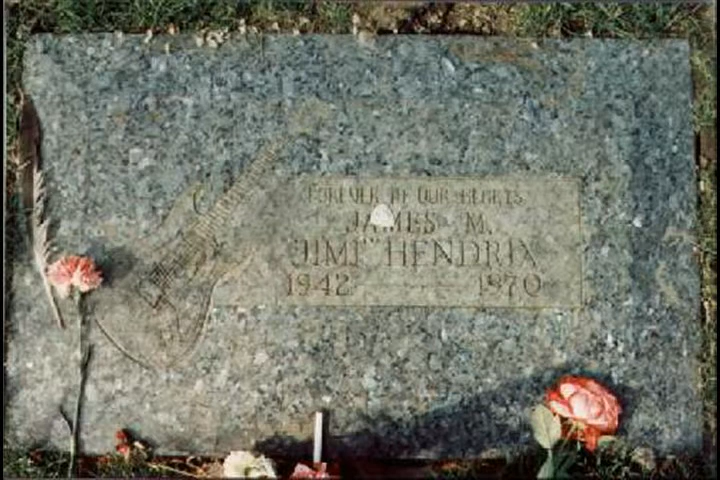 FOREVER IN OUR HEARTS
JAMES M.
"JIMI" HENDRIX
1942 1970